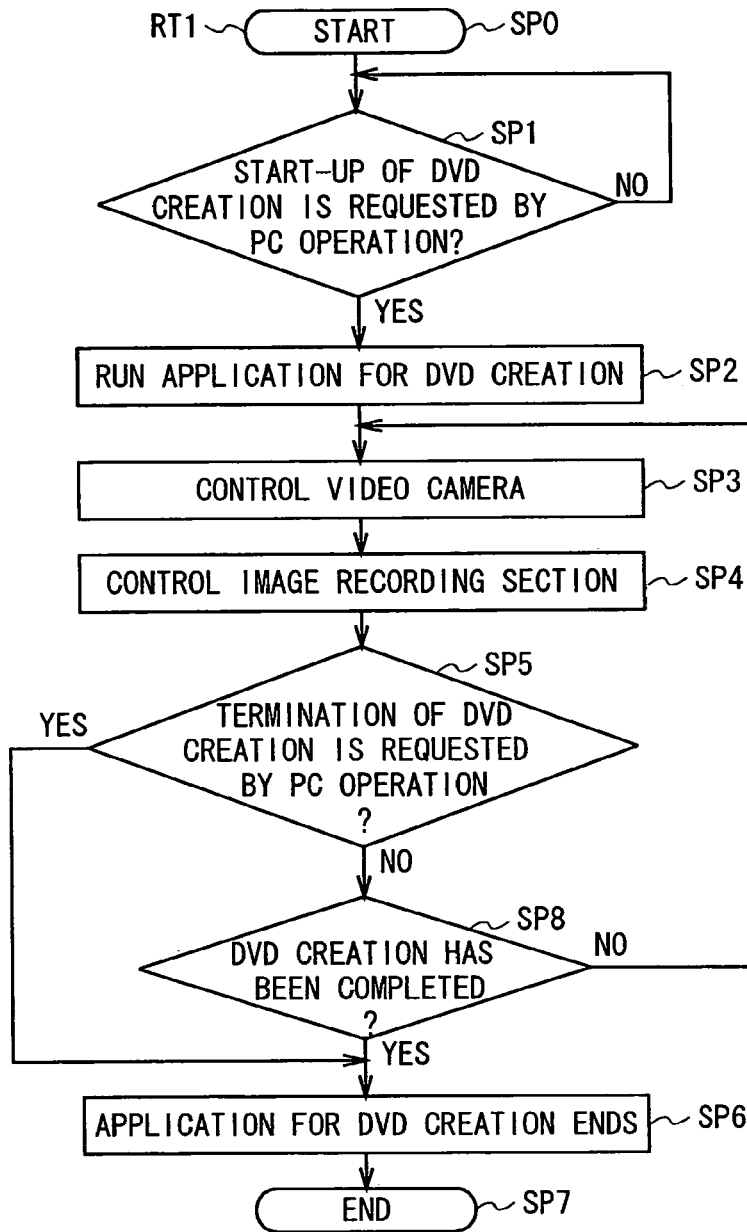 RT1 START SP0
SP1
START-UP OF DVD
CREATION IS REQUESTED BY
PC OPERATION?
NO
YES
RUN APPLICATION FOR DVD CREATION SP2
CONTROL VIDEO CAMERA SP3
CONTROL IMAGE RECORDING SECTION SP4
SP5
YES
TERMINATION OF DVD
CREATION IS REQUESTED
BY PC OPERATION
?
NO
SP8
DVD CREATION HAS
BEEN COMPLETED
?
NO
YES
APPLICATION FOR DVD CREATION ENDS SP6
END SP7